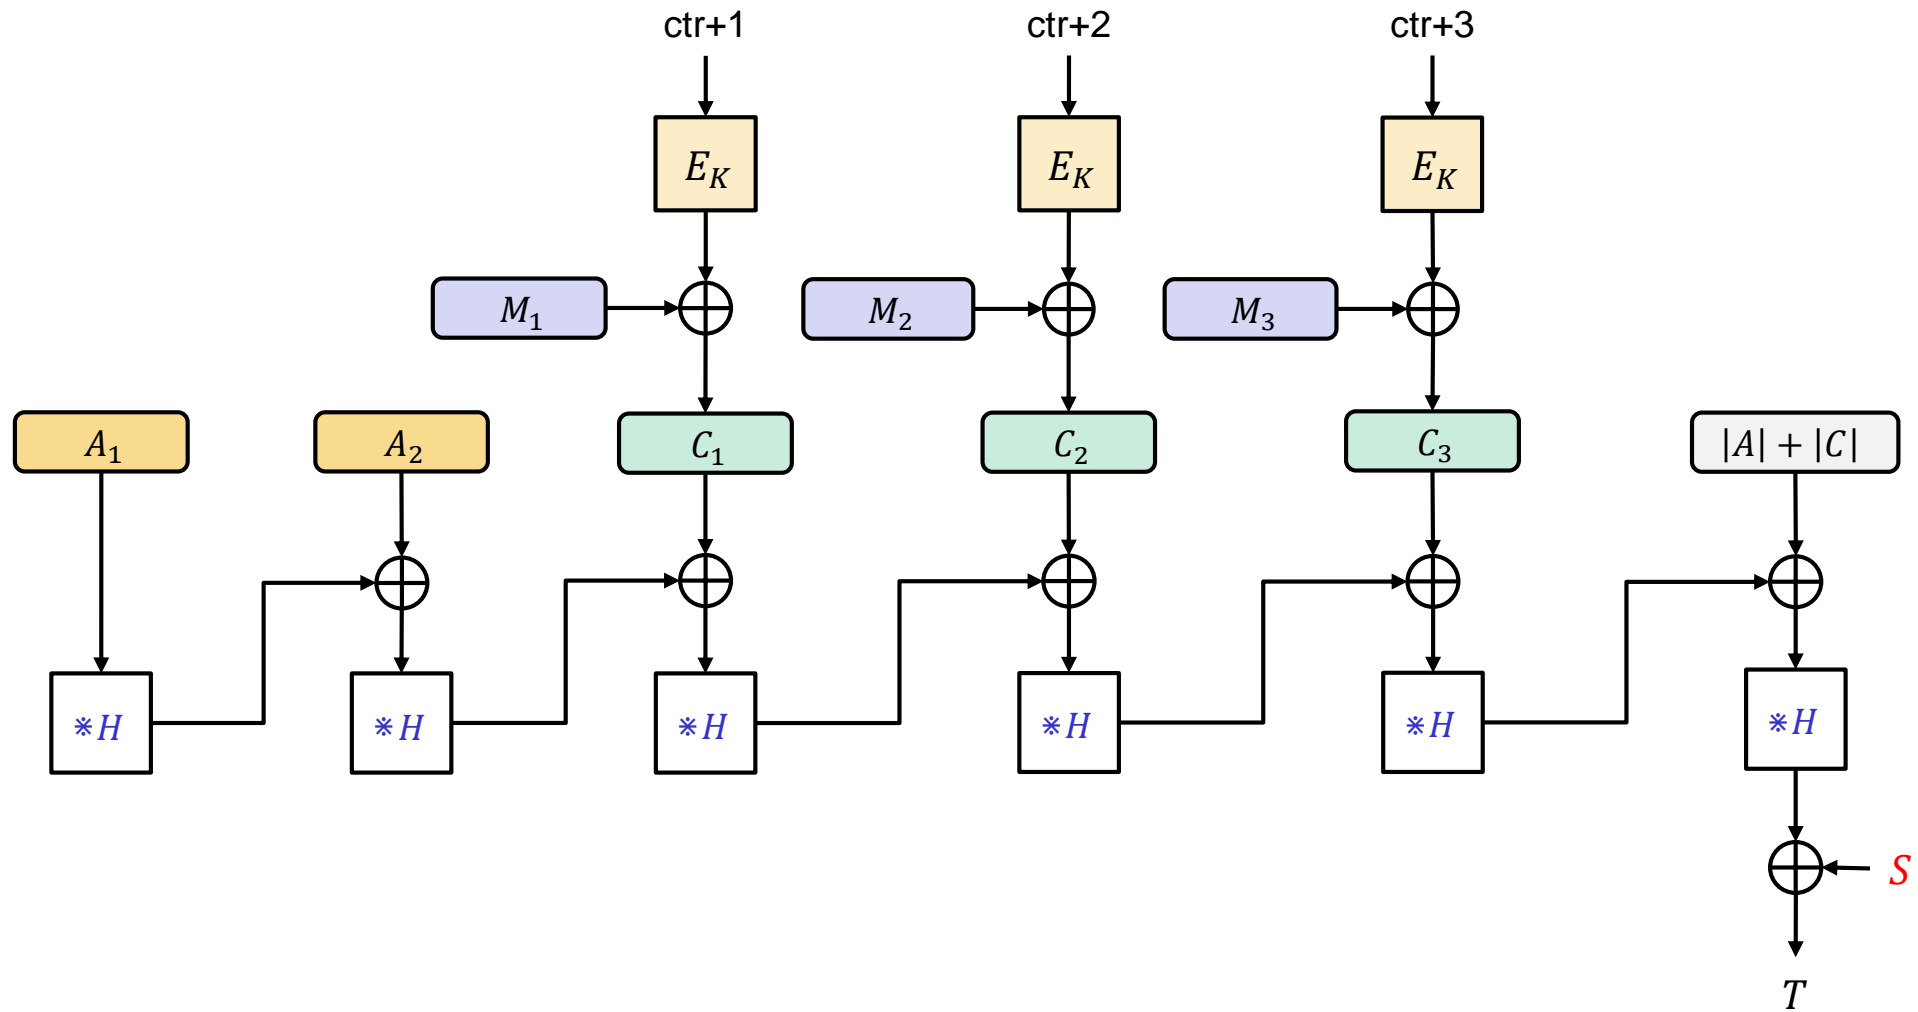 ctr+1 ctr+2 ctr+3
E_K E_K E_K
M_1 M_2 M_3
A_1 A_2 C_1 C_2 C_3 |A| + |C|
⋇H ⋇H ⋇H ⋇H ⋇H ⋇H
S
T